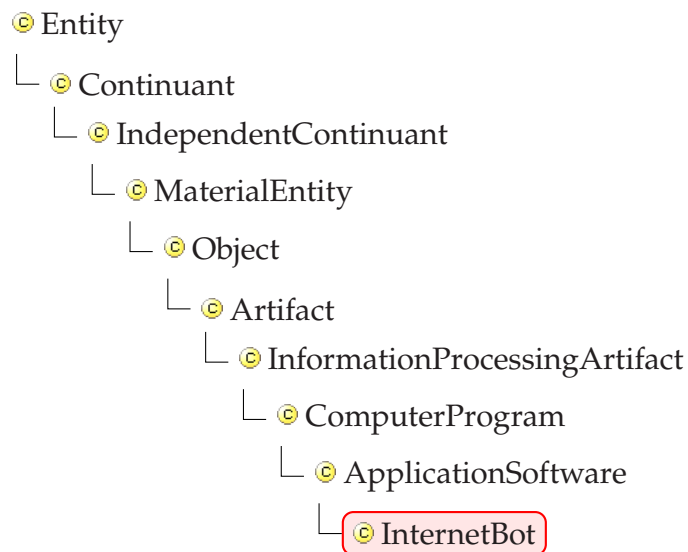 Entity
Continuant
IndependentContinuant
MaterialEntity
Object
Artifact
InformationProcessingArtifact
ComputerProgram
ApplicationSoftware
InternetBot